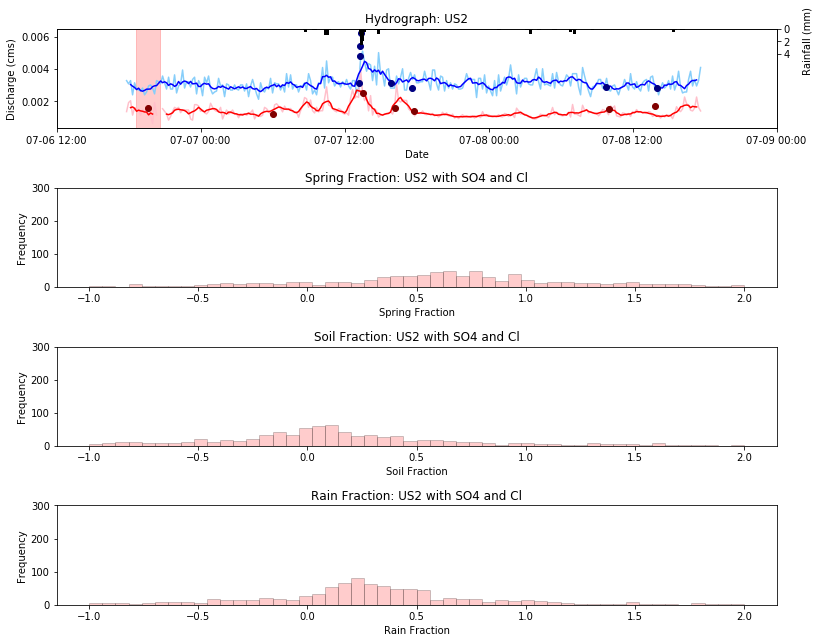 Hydrograph: US2
0.006
0.004
0.002
Discharge (cms)
0
2
4
Rainfall (mm)
07-06 12:00 07-07 00:00 07-07 12:00 07-08 00:00 07-08 12:00 07-09 00:00
Date
Spring Fraction: US2 with SO4 and Cl
300
200
100
0
Frequency
−1.0 −0.5 0.0 0.5 1.0 1.5 2.0
Spring Fraction
Soil Fraction: US2 with SO4 and Cl
300
200
100
0
Frequency
−1.0 −0.5 0.0 0.5 1.0 1.5 2.0
Soil Fraction
Rain Fraction: US2 with SO4 and Cl
300
200
100
0
Frequency
−1.0 −0.5 0.0 0.5 1.0 1.5 2.0
Rain Fraction